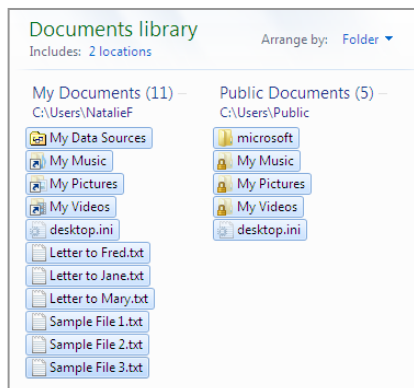 Documents library
Includes: 2 locations
Arrange by: Folder
My Documents (11)
C:\Users\NatalieF
My Data Sources
My Music
My Pictures
My Videos
desktop.ini
Letter to Fred.txt
Letter to Jane.txt
Letter to Mary.txt
Sample File 1.txt
Sample File 2.txt
Sample File 3.txt
Public Documents (5)
C:\Users\Public
microsoft
My Music
My Pictures
My Videos
desktop.ini